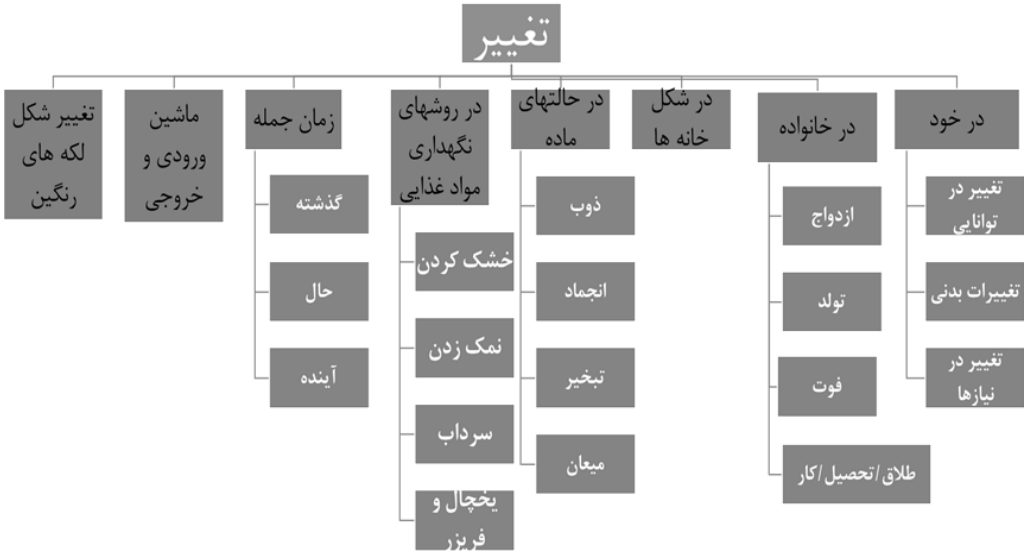 تغییر
در خود
تغییر در
توانایی
تغییرات بدنی
تغییر در
نیازها
در خانواده
ازدواج
تولد
فوت
طلاق/تحصیل/کار
در شکل
خانه ها
در حالتهای
ماده
ذوب
انجماد
تبخیر
میعان
در روشهای
نگهداری
مواد غذایی
خشک کردن
نمک زدن
سرداب
یخچال و
فریزر
زمان جمله
گذشته
حال
آینده
ماشین
ورودی و
خروجی
تغییر شکل
لکه های
رنگین